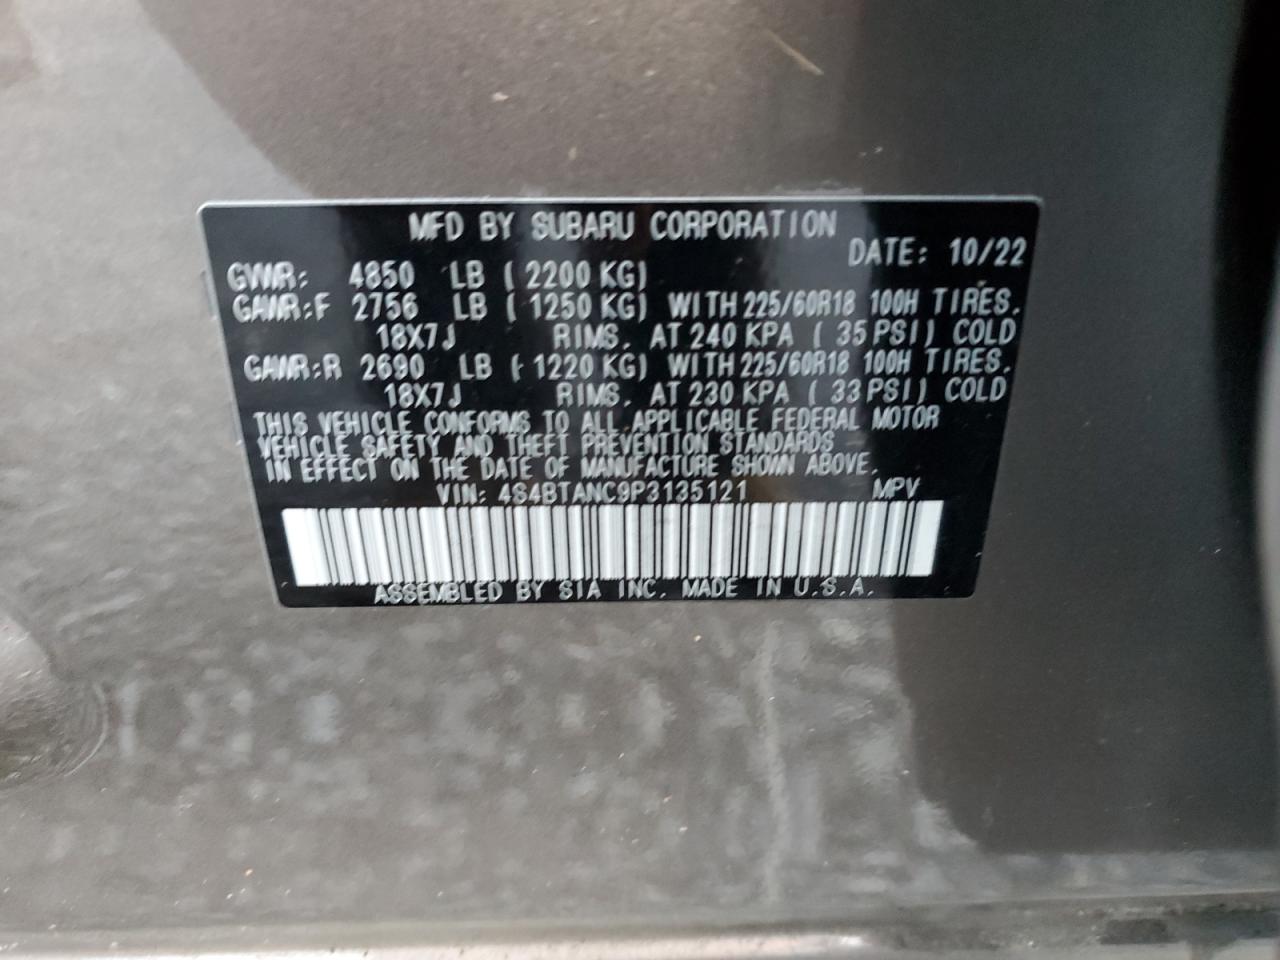 MFD BY SUBARU CORPORATION
DATE: 10/22
GVWR: 4850 LB ( 2200 KG)
GAWR:F 2756 LB ( 1250 KG) WITH 225/60R18 100H TIRES.
18X7J RIMS. AT 240 KPA ( 35 PSI) COLD
GAWR:R 2690 LB ( 1220 KG) WITH 225/60R18 100H TIRES.
18X7J RIMS. AT 230 KPA ( 33 PSI) COLD
THIS VEHICLE CONFORMS TO ALL APPLICABLE FEDERAL MOTOR
VEHICLE SAFETY AND THEFT PREVENTION STANDARDS
IN EFFECT ON THE DATE OF MANUFACTURE SHOWN ABOVE.
VIN: 4S4BTANC9P3135121 MPV
ASSEMBLED BY SIA INC. MADE IN U.S.A.